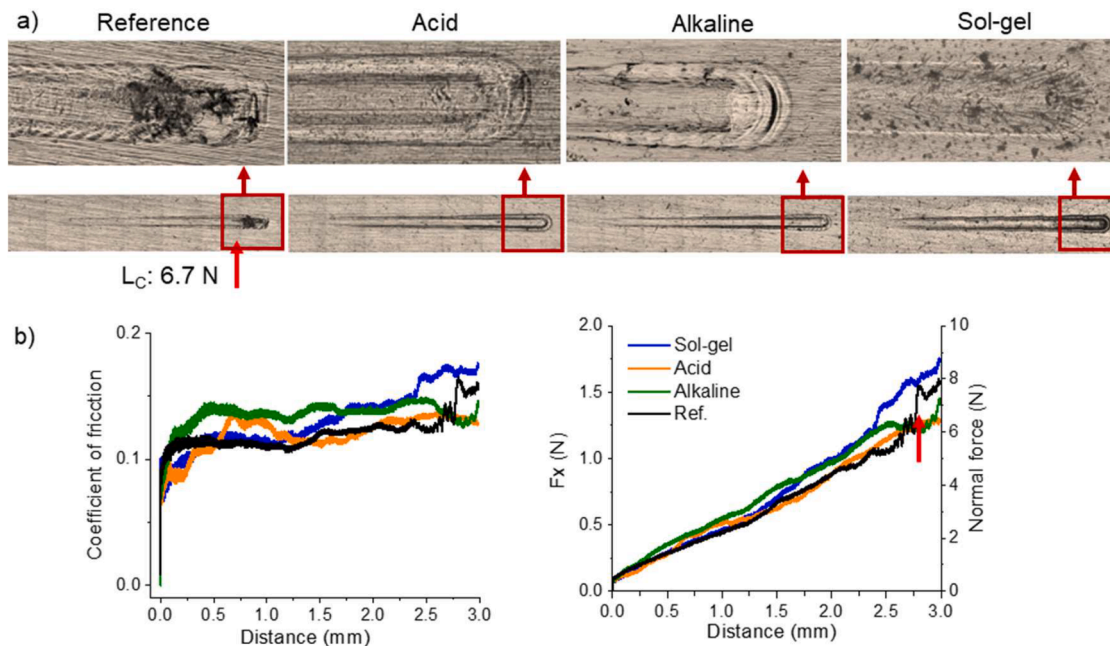 a)
Reference
Acid
Alkaline
Sol-gel
L_C: 6.7 N
b)
0.2
0.1
0.0
Coefficient of fricction
0.0 0.5 1.0 1.5 2.0 2.5 3.0
Distance (mm)
2.0
1.5
1.0
0.5
0.0
Fx (N)
Sol-gel
Acid
Alkaline
Ref.
10
8
6
4
2
0
Normal force (N)
0.0 0.5 1.0 1.5 2.0 2.5 3.0
Distance (mm)